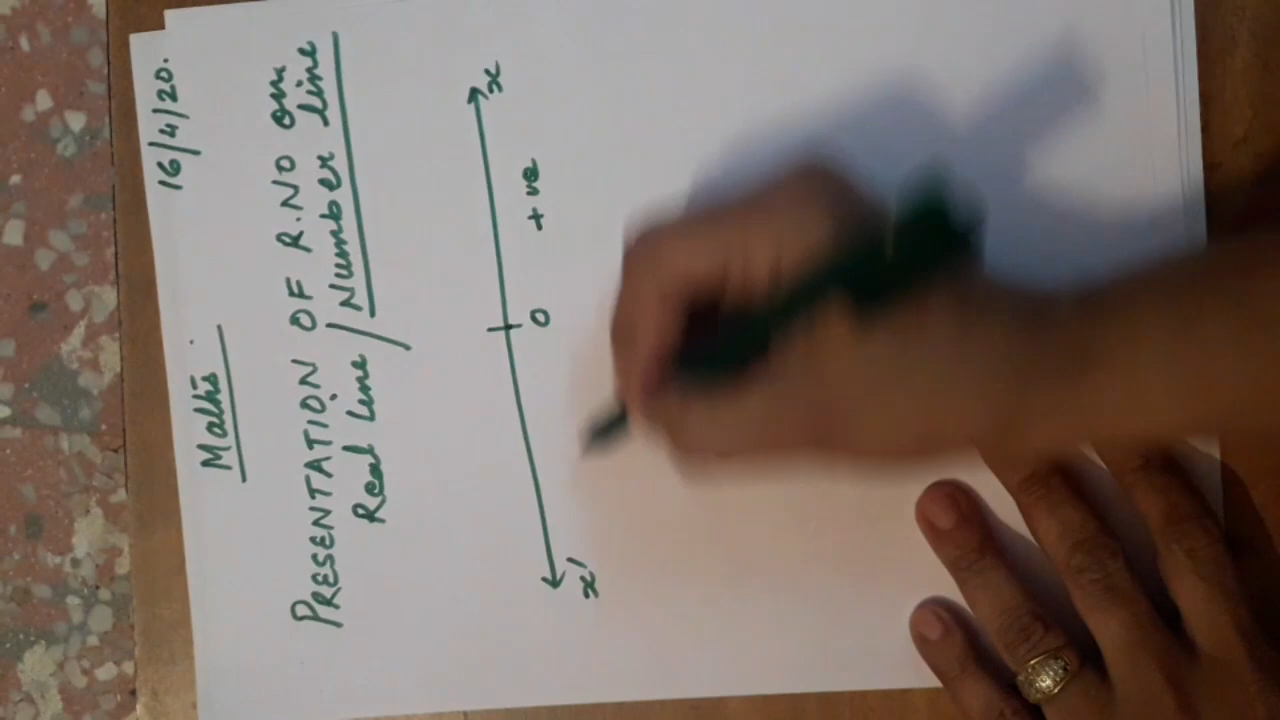 16/4/20.
Maths
PRESENTATION OF R.NO on
Real Line / Number line
x' x
0 +ve